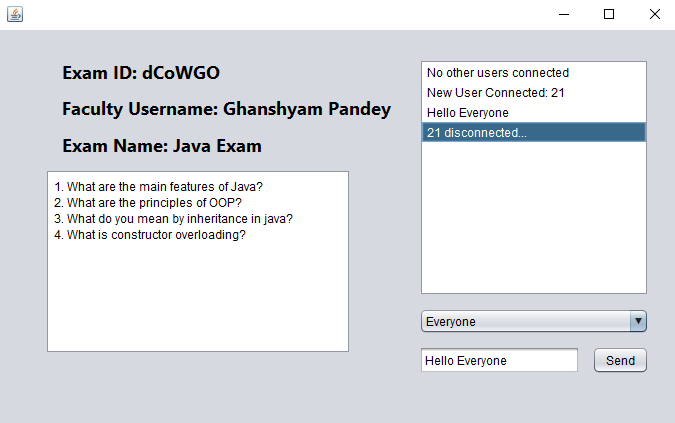 Exam ID: dCoWGO
Faculty Username: Ghanshyam Pandey
Exam Name: Java Exam
1. What are the main features of Java?
2. What are the principles of OOP?
3. What do you mean by inheritance in java?
4. What is constructor overloading?
No other users connected
New User Connected: 21
Hello Everyone
21 disconnected...
Everyone
Hello Everyone
Send